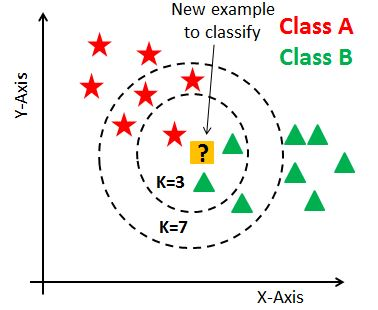 New example
to classify
Class A
Class B
Y-Axis
?
K=3
K=7
X-Axis